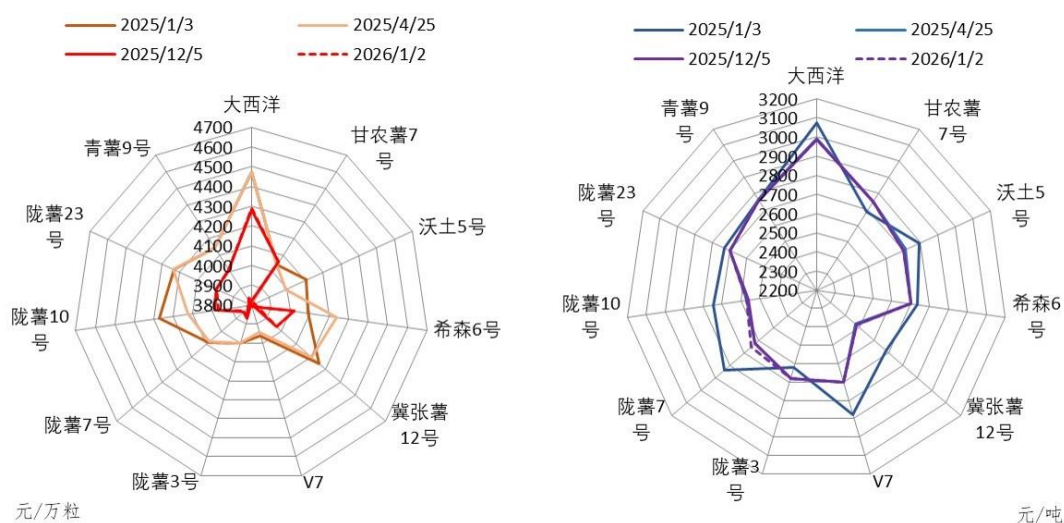 2025/1/3
2025/4/25
2025/12/5
2026/1/2
大西洋
甘农薯7
号
沃土5号
希森6号
冀张薯
12号
V7
陇薯3号
陇薯7号
陇薯10
号
陇薯23
号
青薯9号
4700
4600
4500
4400
4300
4200
4100
4000
3900
3800
元/万粒
2025/1/3
2025/4/25
2025/12/5
2026/1/2
大西洋
甘农薯
7号
沃土5
号
希森6
号
冀张薯
12号
V7
陇薯3
号
陇薯7
号
陇薯10
号
陇薯23
号
青薯9
号
3200
3100
3000
2900
2800
2700
2600
2500
2400
2300
2200
元/吨